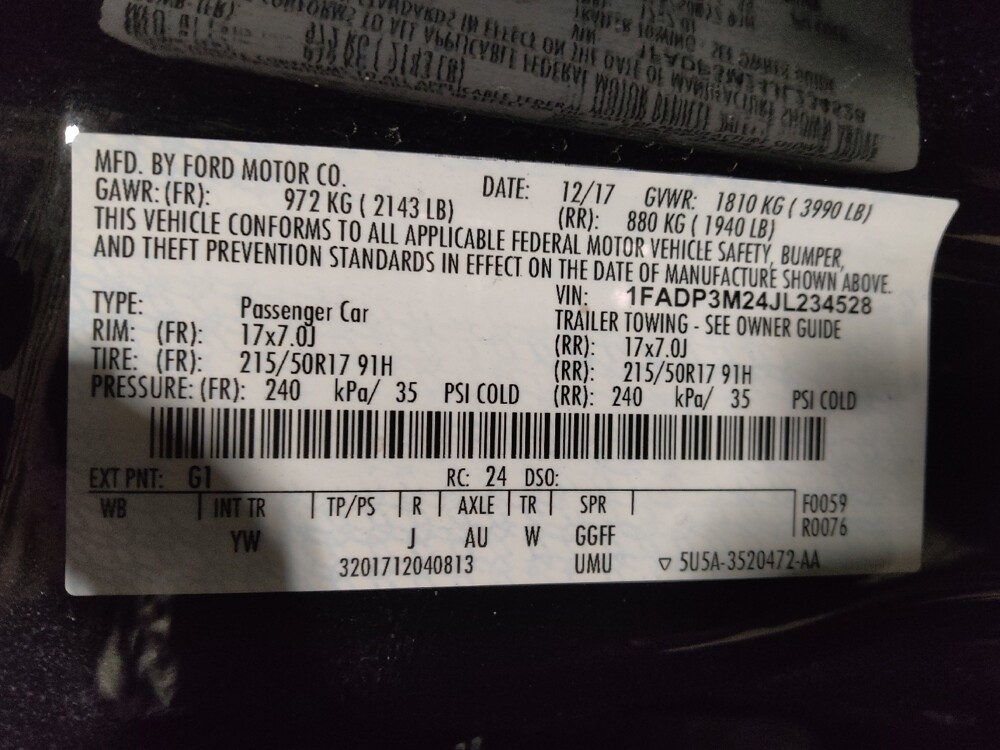 MFD. BY FORD MOTOR CO. DATE: 12/17 GVWR: 1810 KG ( 3990 LB)
GAWR: (FR): 972 KG ( 2143 LB) (RR): 880 KG ( 1940 LB)
THIS VEHICLE CONFORMS TO ALL APPLICABLE FEDERAL MOTOR VEHICLE SAFETY, BUMPER,
AND THEFT PREVENTION STANDARDS IN EFFECT ON THE DATE OF MANUFACTURE SHOWN ABOVE.
VIN: 1FADP3M24JL234528
TYPE: Passenger Car TRAILER TOWING - SEE OWNER GUIDE
RIM: (FR): 17x7.0J (RR): 17x7.0J
TIRE: (FR): 215/50R17 91H (RR): 215/50R17 91H
PRESSURE: (FR): 240 kPa/ 35 PSI COLD (RR): 240 kPa/ 35 PSI COLD
EXT PNT: G1 RC: 24 DSO:
WB | INT TR | TP/PS | R | AXLE | TR | SPR | F0059
R0076
YW J AU W GGFF
3201712040813 UMU ▽ 5U5A-3520472-AA